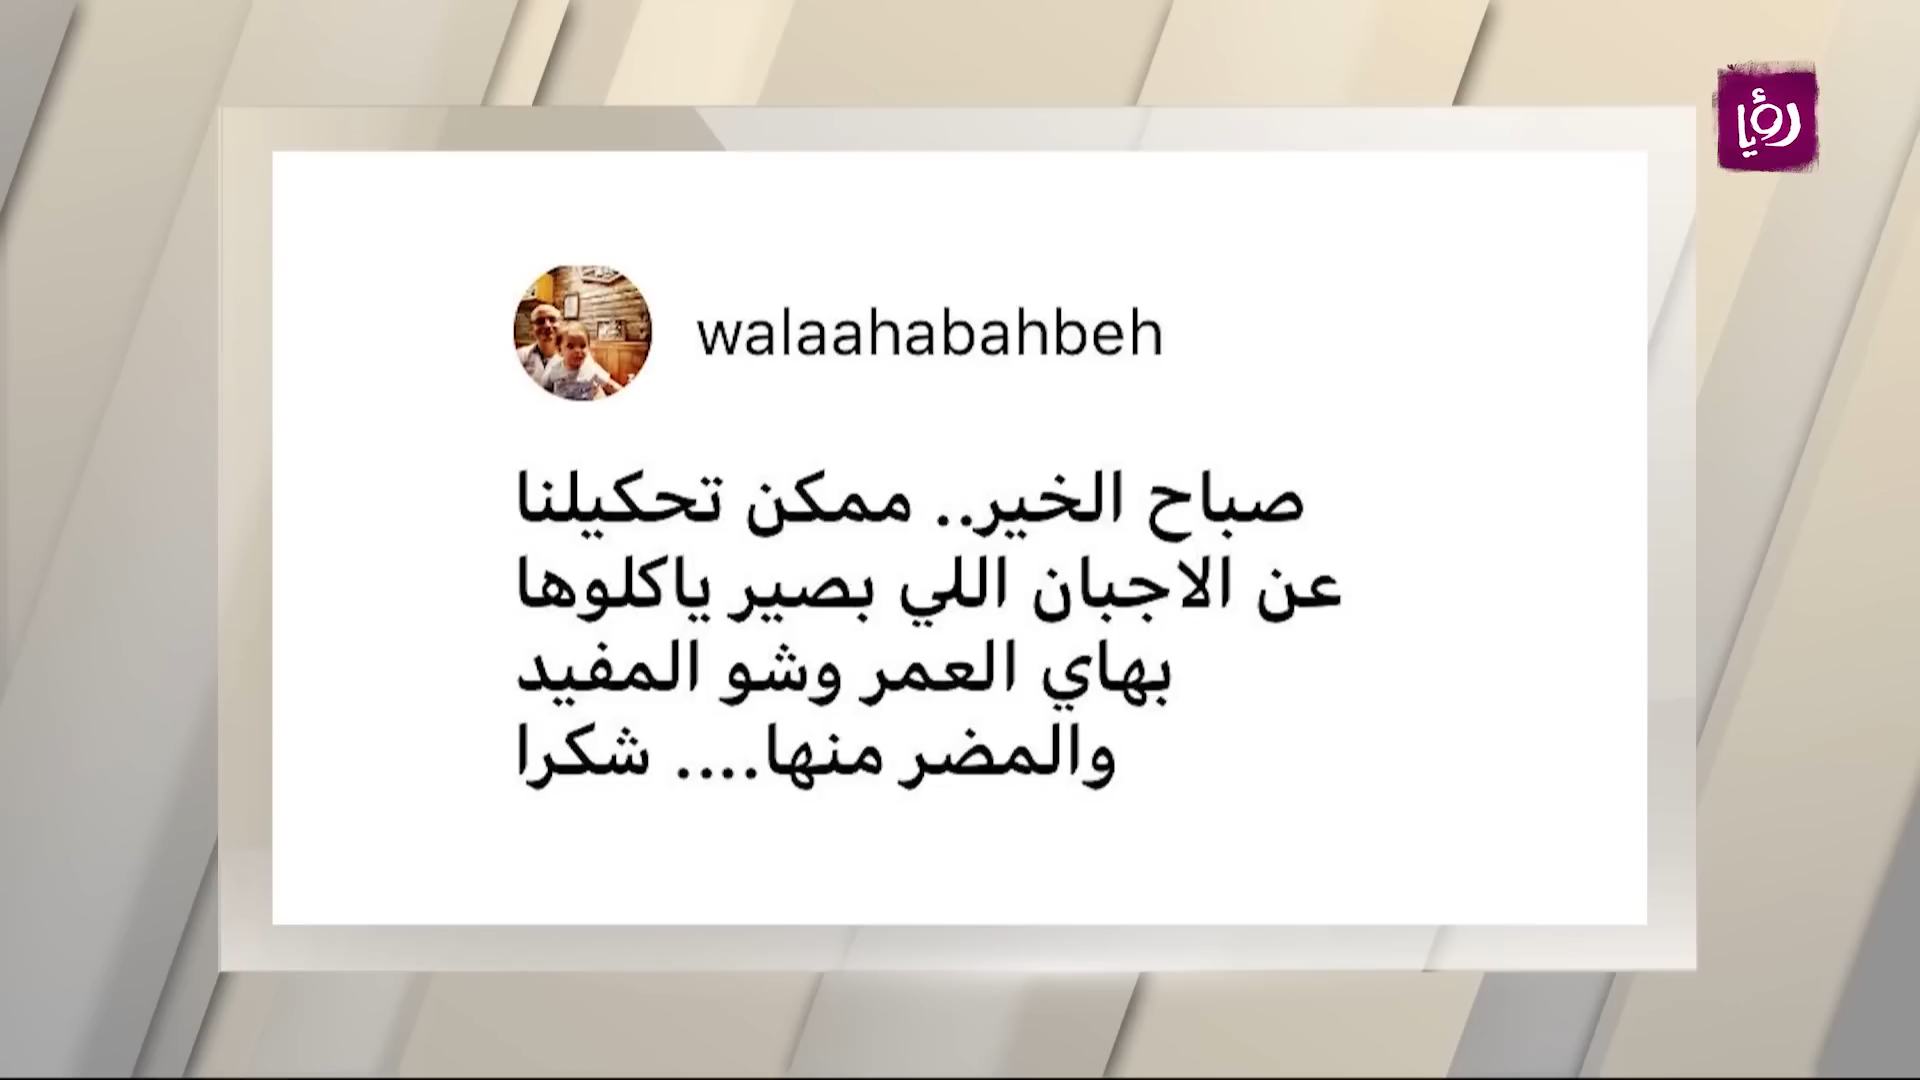 رؤيا
walaahabahbeh
صباح الخير.. ممكن تحكيلنا
عن الاجبان اللي بصير ياكلوها
بهاي العمر وشو المفيد
والمضر منها.... شكرا